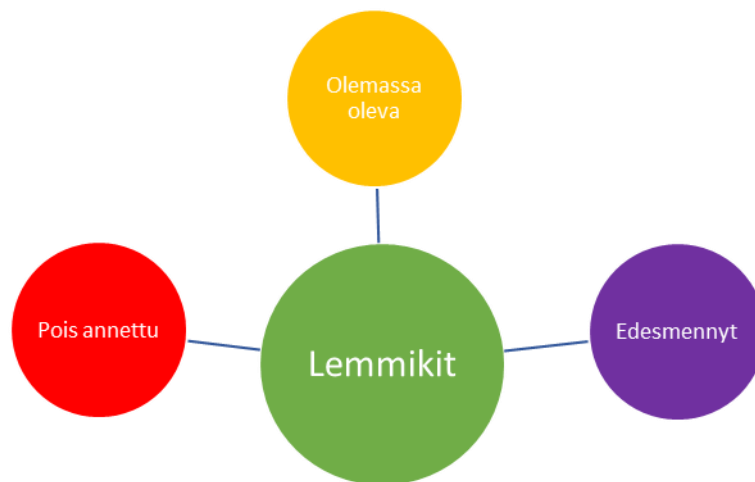 Olemassa
oleva
Pois annettu
Lemmikit
Edesmennyt